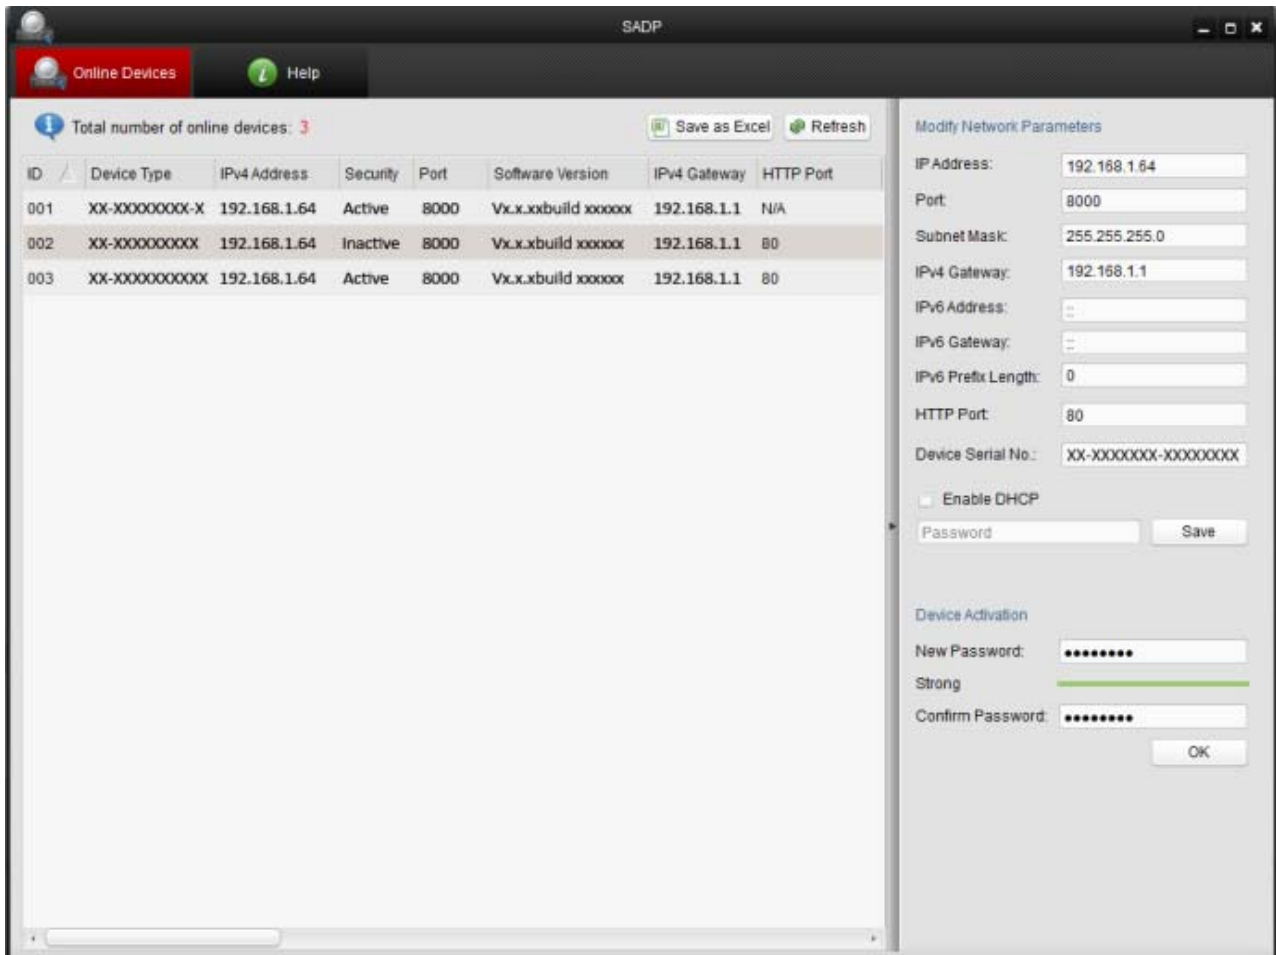 SADP
Online Devices Help
Total number of online devices: 3 Save as Excel Refresh
ID Device Type IPv4 Address Security Port Software Version IPv4 Gateway HTTP Port
001 XX-XXXXXXXX-X 192.168.1.64 Active 8000 Vx.x.xxbuild xxxxxx 192.168.1.1 N/A
002 XX-XXXXXXXXX 192.168.1.64 Inactive 8000 Vx.x.xbuild xxxxxx 192.168.1.1 80
003 XX-XXXXXXXXXX 192.168.1.64 Active 8000 Vx.x.xbuild xxxxxx 192.168.1.1 80
Modify Network Parameters
IP Address: 192.168.1.64
Port: 8000
Subnet Mask: 255.255.255.0
IPv4 Gateway: 192.168.1.1
IPv6 Address: ::
IPv6 Gateway: ::
IPv6 Prefix Length: 0
HTTP Port: 80
Device Serial No.: XX-XXXXXXX-XXXXXXXX
Enable DHCP
Password Save
Device Activation
New Password: ••••••••
Strong
Confirm Password: ••••••••
OK